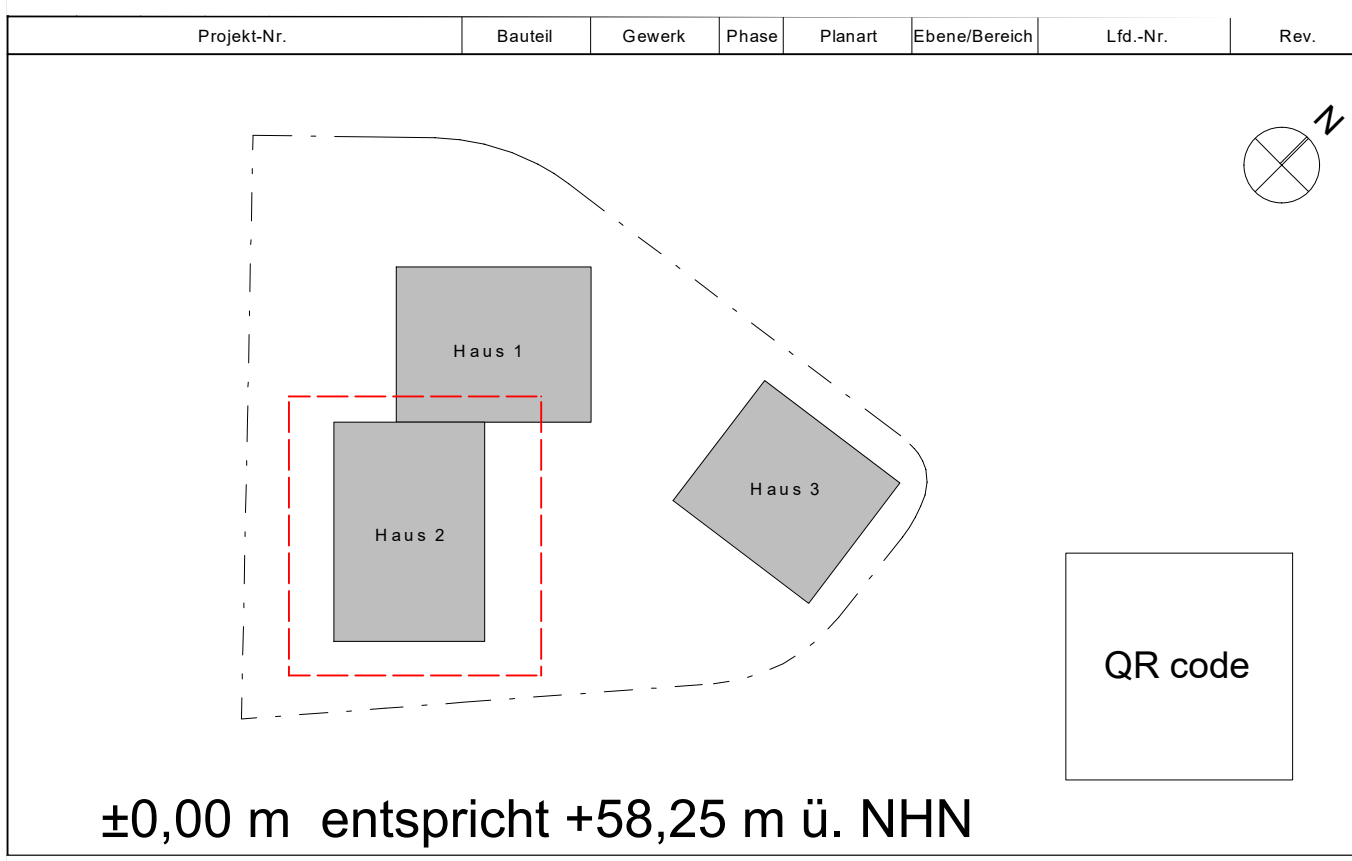 Projekt-Nr. Bauteil Gewerk Phase Planart Ebene/Bereich Lfd.-Nr. Rev.
N
Haus 1
Haus 3
Haus 2
QR code
±0,00 m entspricht +58,25 m ü. NHN